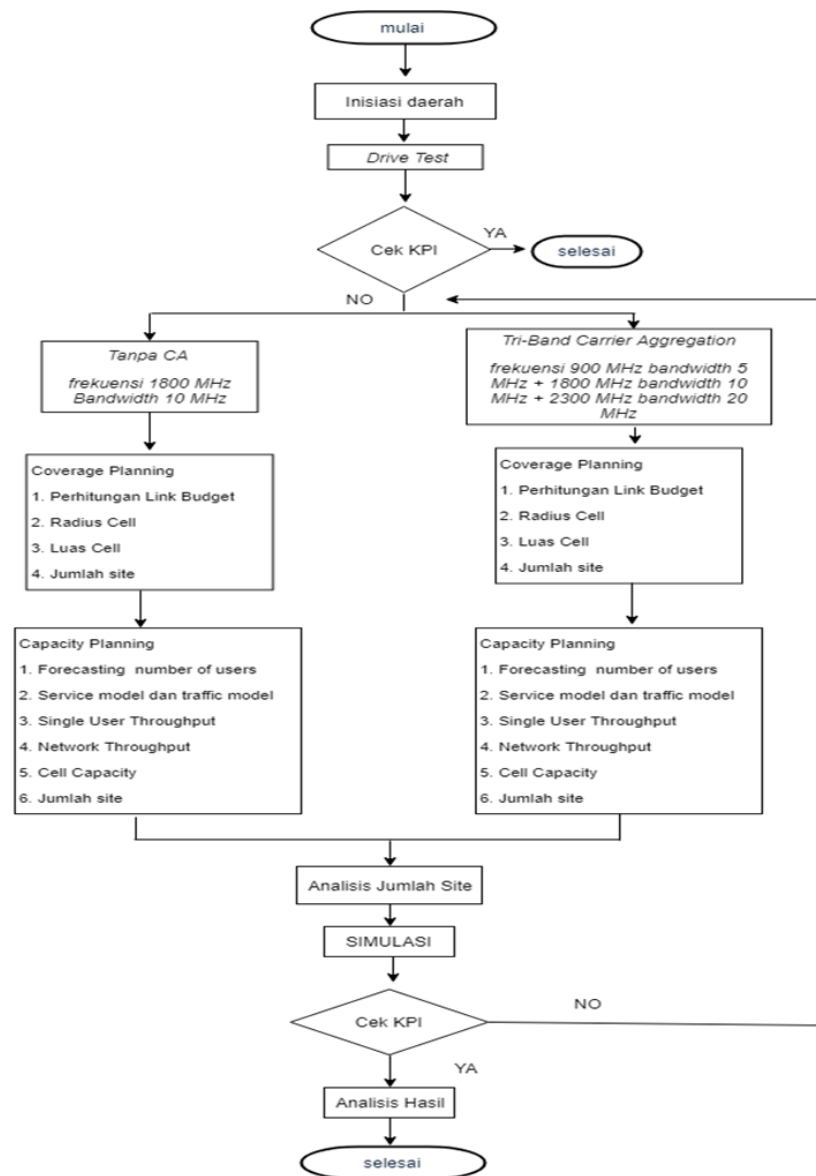 mulai
Inisiasi daerah
Drive Test
Cek KPI
YA
selesai
NO
Tanpa CA
frekuensi 1800 MHz
Bandwidth 10 MHz
Tri-Band Carrier Aggregation
frekuensi 900 MHz bandwidth 5
MHz + 1800 MHz bandwidth 10
MHz + 2300 MHz bandwidth 20
MHz
Coverage Planning
1. Perhitungan Link Budget
2. Radius Cell
3. Luas Cell
4. Jumlah site
Coverage Planning
1. Perhitungan Link Budget
2. Radius Cell
3. Luas Cell
4. Jumlah site
Capacity Planning
1. Forecasting number of users
2. Service model dan traffic model
3. Single User Throughput
4. Network Throughput
5. Cell Capacity
6. Jumlah site
Capacity Planning
1. Forecasting number of users
2. Service model dan traffic model
3. Single User Throughput
4. Network Throughput
5. Cell Capacity
6. Jumlah site
Analisis Jumlah Site
SIMULASI
Cek KPI
NO
YA
Analisis Hasil
selesai